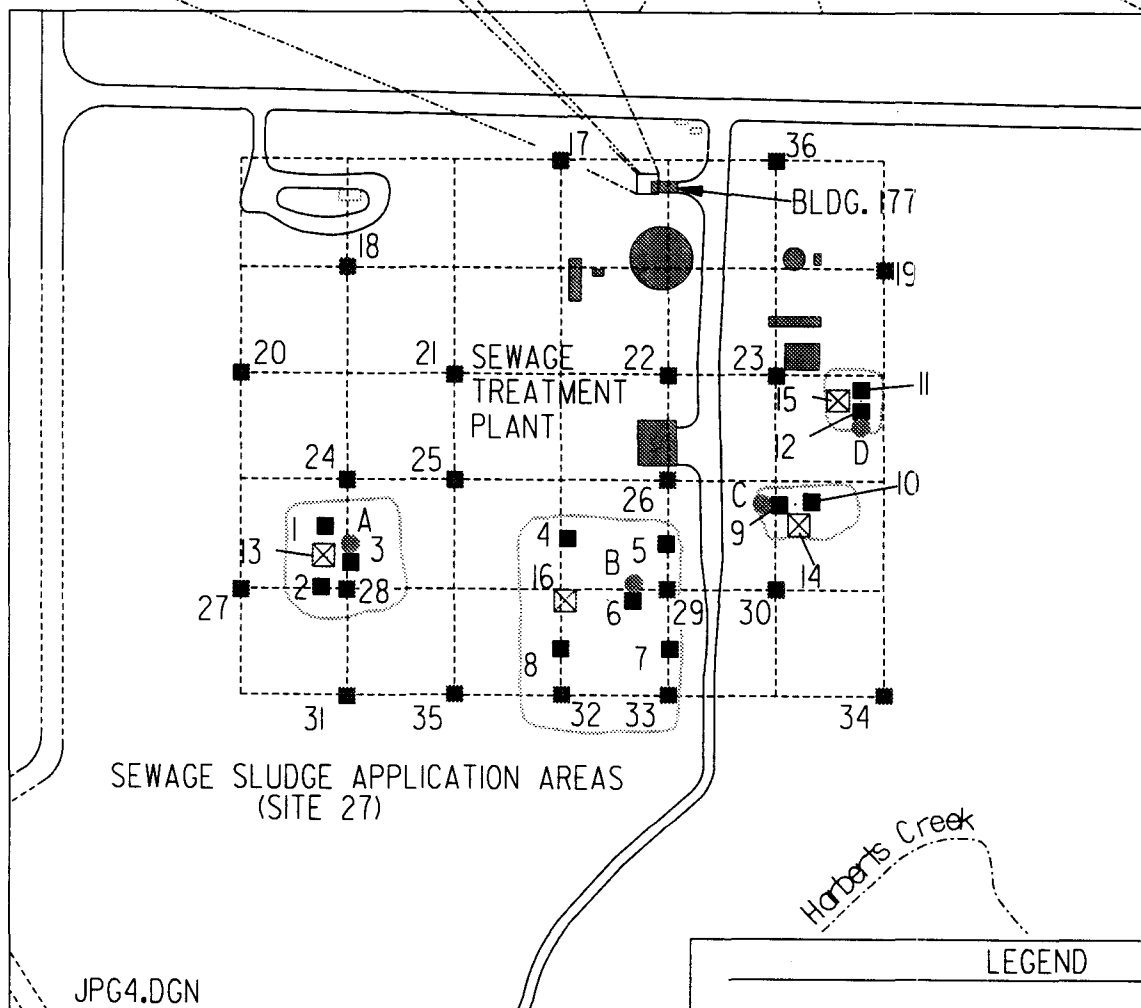 17
36
BLDG. 177
18
19
20
21
SEWAGE
TREATMENT
PLANT
22
23
15
11
12
D
24
25
26
C
10
9
14
1
A
13
3
2
28
27
4
5
B
16
6
29
30
8
7
31
35
32
33
34
SEWAGE SLUDGE APPLICATION AREAS
(SITE 27)
Harberts Creek
LEGEND
JPG4.DGN